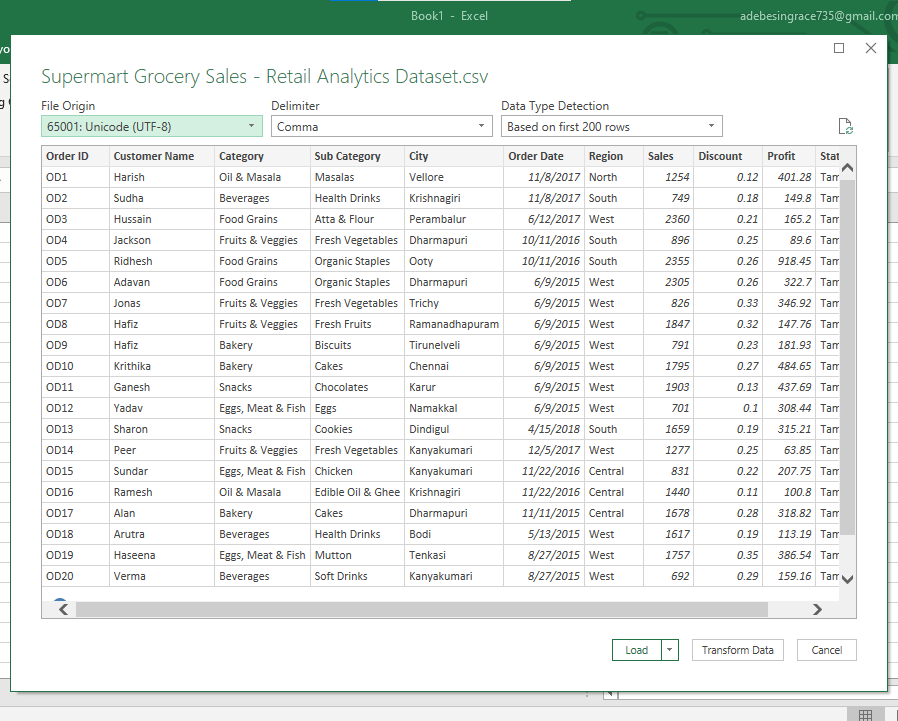 Book1 - Excel
adebesingrace735@gmail.com
Supermart Grocery Sales - Retail Analytics Dataset.csv
File Origin Delimiter Data Type Detection
65001: Unicode (UTF-8) Comma Based on first 200 rows
Order ID Customer Name Category Sub Category City Order Date Region Sales Discount Profit Stat
OD1 Harish Oil & Masala Masalas Vellore 11/8/2017 North 1254 0.12 401.28 Tam
OD2 Sudha Beverages Health Drinks Krishnagiri 11/8/2017 South 749 0.18 149.8 Tam
OD3 Hussain Food Grains Atta & Flour Perambalur 6/12/2017 West 2360 0.21 165.2 Tam
OD4 Jackson Fruits & Veggies Fresh Vegetables Dharmapuri 10/11/2016 South 896 0.25 89.6 Tam
OD5 Ridhesh Food Grains Organic Staples Ooty 10/11/2016 South 2355 0.26 918.45 Tam
OD6 Adavan Food Grains Organic Staples Dharmapuri 6/9/2015 West 2305 0.26 322.7 Tam
OD7 Jonas Fruits & Veggies Fresh Vegetables Trichy 6/9/2015 West 826 0.33 346.92 Tam
OD8 Hafiz Fruits & Veggies Fresh Fruits Ramanadhapuram 6/9/2015 West 1847 0.32 147.76 Tam
OD9 Hafiz Bakery Biscuits Tirunelveli 6/9/2015 West 791 0.23 181.93 Tam
OD10 Krithika Bakery Cakes Chennai 6/9/2015 West 1795 0.27 484.65 Tam
OD11 Ganesh Snacks Chocolates Karur 6/9/2015 West 1903 0.13 437.69 Tam
OD12 Yadav Eggs, Meat & Fish Eggs Namakkal 6/9/2015 West 701 0.1 308.44 Tam
OD13 Sharon Snacks Cookies Dindigul 4/15/2018 South 1659 0.19 315.21 Tam
OD14 Peer Fruits & Veggies Fresh Vegetables Kanyakumari 12/5/2017 West 1277 0.25 63.85 Tam
OD15 Sundar Eggs, Meat & Fish Chicken Kanyakumari 11/22/2016 Central 831 0.22 207.75 Tam
OD16 Ramesh Oil & Masala Edible Oil & Ghee Krishnagiri 11/22/2016 Central 1440 0.11 100.8 Tam
OD17 Alan Bakery Cakes Dharmapuri 11/11/2015 Central 1678 0.28 318.82 Tam
OD18 Arutra Beverages Health Drinks Bodi 5/13/2015 West 1617 0.19 113.19 Tam
OD19 Haseena Eggs, Meat & Fish Mutton Tenkasi 8/27/2015 West 1757 0.35 386.54 Tam
OD20 Verma Beverages Soft Drinks Kanyakumari 8/27/2015 West 692 0.29 159.16 Tam
Load Transform Data Cancel